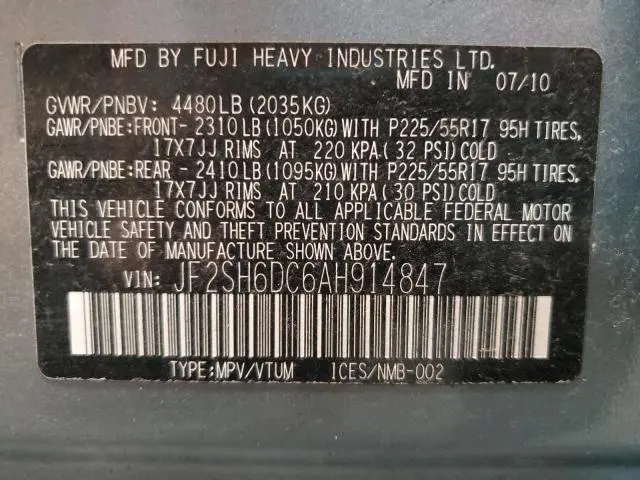 MFD BY FUJI HEAVY INDUSTRIES LTD.
MFD IN 07/10
GVWR/PNBV: 4480LB (2035KG)
GAWR/PNBE:FRONT-2310LB(1050KG)WITH P225/55R17 95H TIRES,
17X7JJ RIMS AT 220 KPA(32 PSI)COLD
GAWR/PNBE:REAR -2410LB(1095KG)WITH P225/55R17 95H TIRES,
17X7JJ RIMS AT 210 KPA(30 PSI)COLD
THIS VEHICLE CONFORMS TO ALL APPLICABLE FEDERAL MOTOR
VEHICLE SAFETY AND THEFT PREVENTION STANDARDS IN EFFECT ON
THE DATE OF MANUFACTURE SHOWN ABOVE.
VIN: JF2SH6DC6AH914847
TYPE:MPV/VTUM ICES/NMB-002